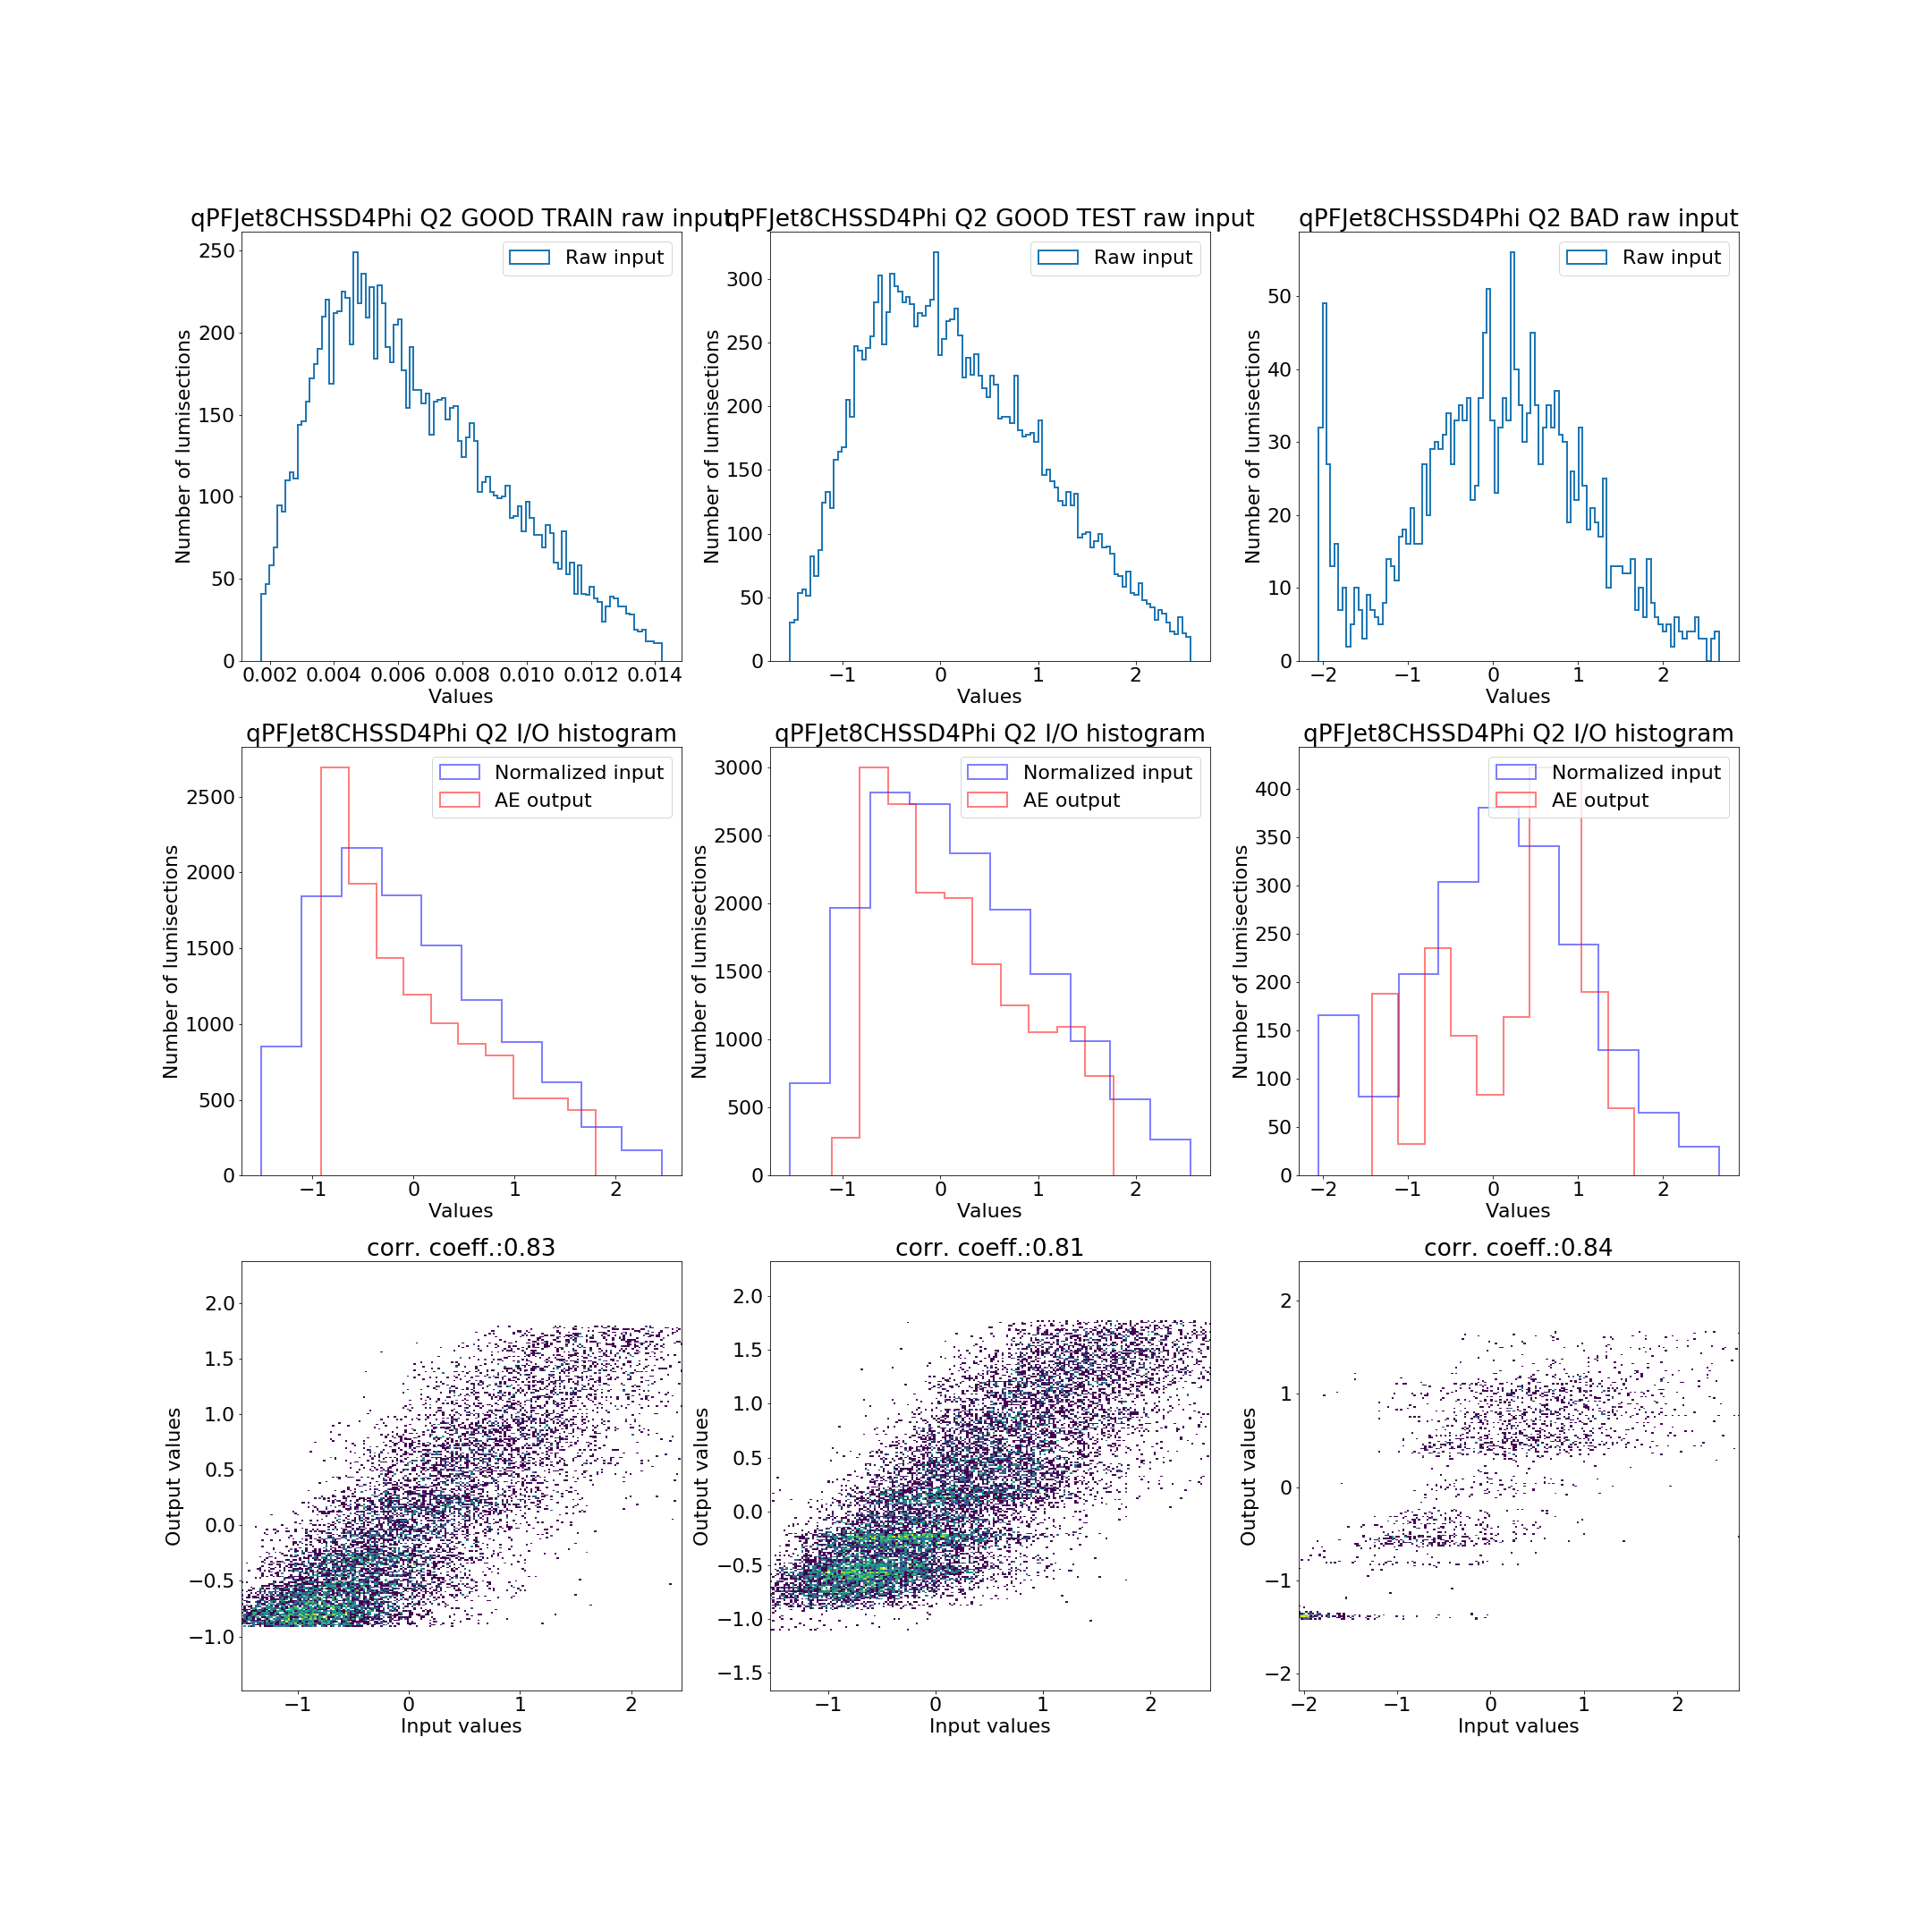 qPFJet8CHSSD4Phi Q2 GOOD TRAIN raw input
Raw input
250
200
150
100
50
0
Number of lumisections
0.002 0.004 0.006 0.008 0.010 0.012 0.014
Values
qPFJet8CHSSD4Phi Q2 GOOD TEST raw input
Raw input
300
250
200
150
100
50
0
Number of lumisections
−1 0 1 2
Values
qPFJet8CHSSD4Phi Q2 BAD raw input
Raw input
50
40
30
20
10
0
Number of lumisections
−2 −1 0 1 2
Values
qPFJet8CHSSD4Phi Q2 I/O histogram
Normalized input
AE output
2500
2000
1500
1000
500
0
Number of lumisections
−1 0 1 2
Values
qPFJet8CHSSD4Phi Q2 I/O histogram
Normalized input
AE output
3000
2500
2000
1500
1000
500
0
Number of lumisections
−1 0 1 2
Values
qPFJet8CHSSD4Phi Q2 I/O histogram
Normalized input
AE output
400
350
300
250
200
150
100
50
0
Number of lumisections
−2 −1 0 1 2
Values
corr. coeff.:0.83
2.0
1.5
1.0
0.5
0.0
−0.5
−1.0
Output values
−1 0 1 2
Input values
corr. coeff.:0.81
2.0
1.5
1.0
0.5
0.0
−0.5
−1.0
−1.5
Output values
−1 0 1 2
Input values
corr. coeff.:0.84
2
1
0
−1
−2
Output values
−2 −1 0 1 2
Input values